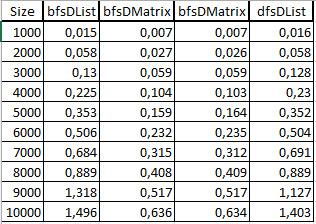 Size bfsDList bfsDMatrix bfsDMatrix dfsDList
1000 0,015 0,007 0,007 0,016
2000 0,058 0,027 0,026 0,058
3000 0,13 0,059 0,059 0,128
4000 0,225 0,104 0,103 0,23
5000 0,353 0,159 0,164 0,352
6000 0,506 0,232 0,235 0,504
7000 0,684 0,315 0,312 0,691
8000 0,889 0,408 0,409 0,889
9000 1,318 0,517 0,517 1,127
10000 1,496 0,636 0,634 1,403